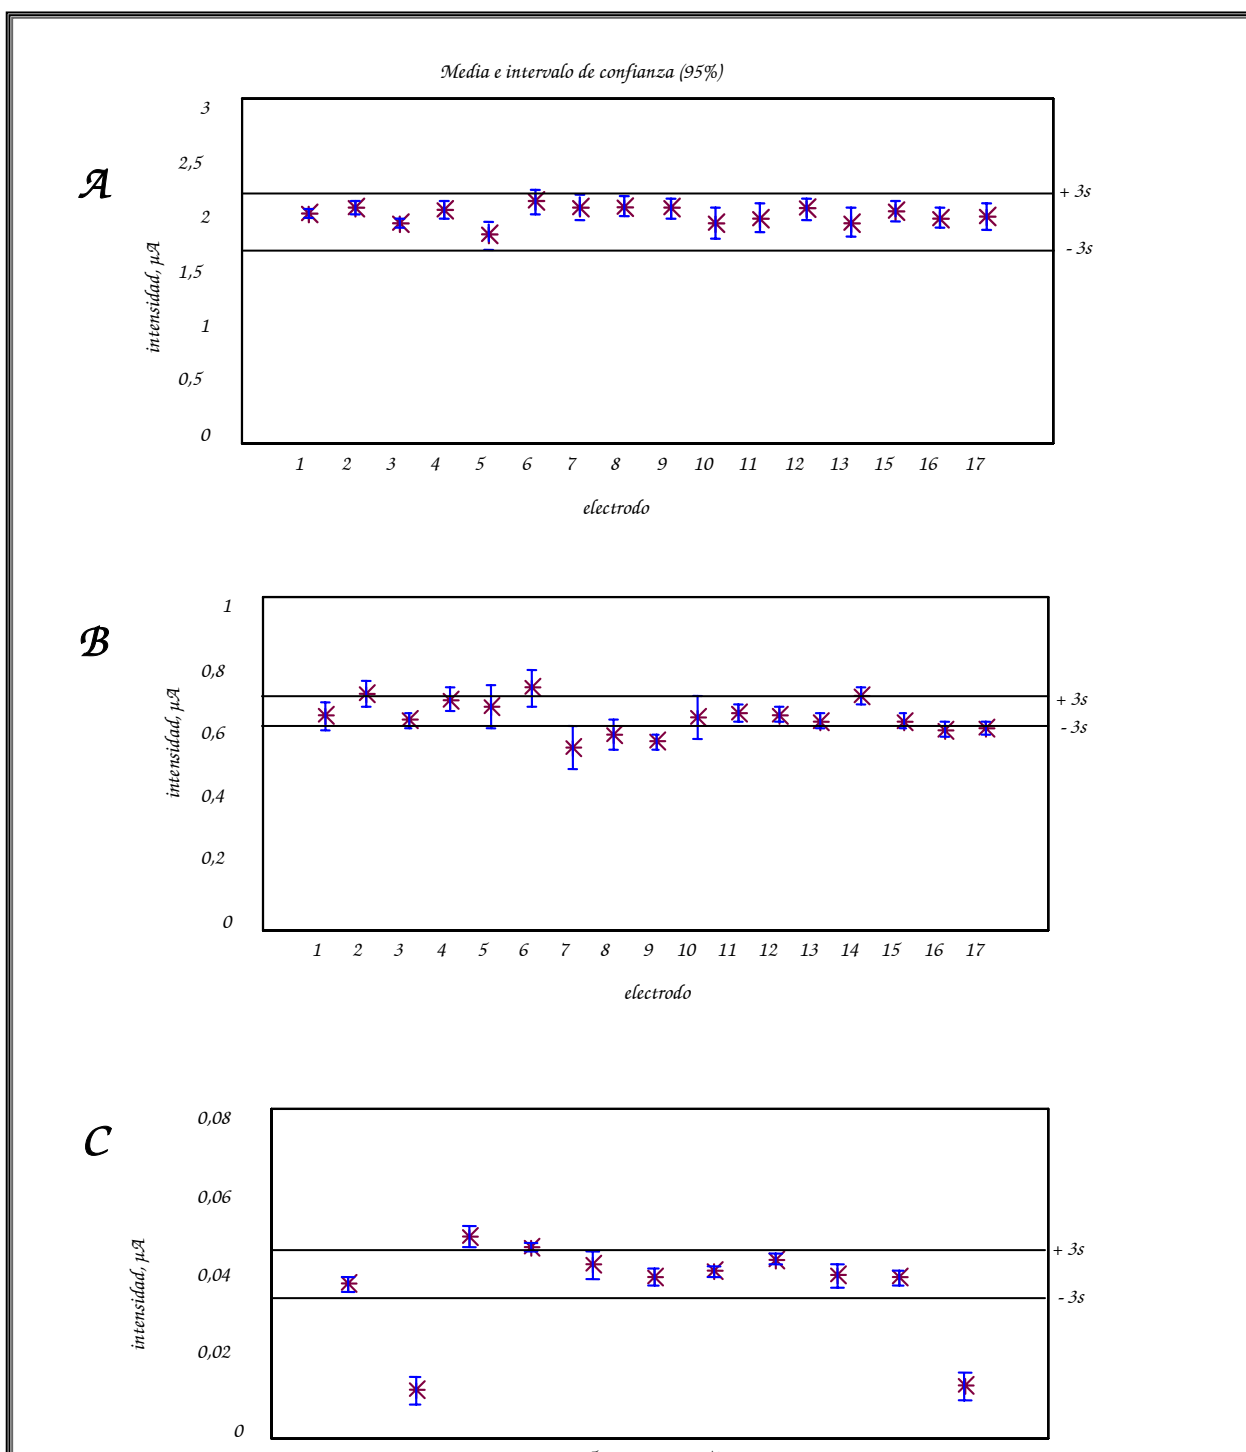 Media e intervalo de confianza (95%)
A
3
2,5
2
1,5
1
0,5
0
intensidad, µA
+ 3s
- 3s
1 2 3 4 5 6 7 8 9 10 11 12 13 15 16 17
electrodo
B
1
0,8
0,6
0,4
0,2
0
intensidad, µA
+ 3s
- 3s
1 2 3 4 5 6 7 8 9 10 11 12 13 14 15 16 17
electrodo
C
0,08
0,06
0,04
0,02
0
intensidad, µA
+ 3s
- 3s